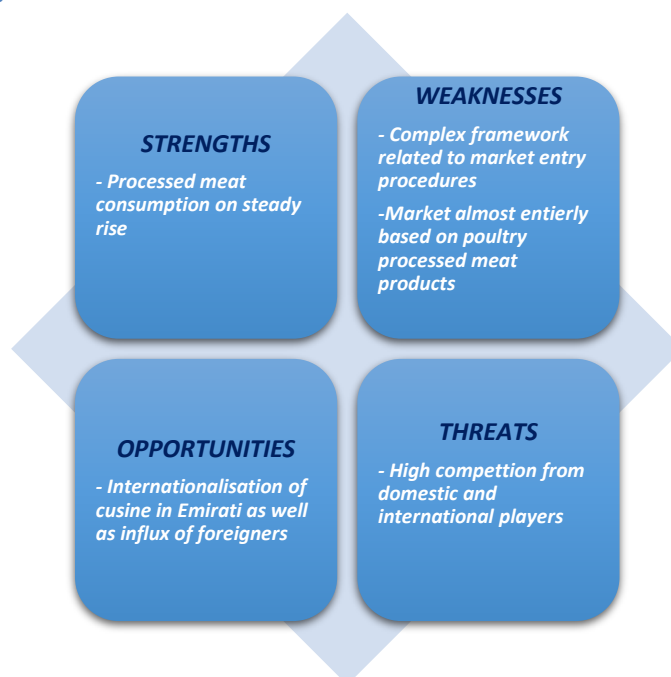 STRENGTHS
- Processed meat
consumption on steady
rise
WEAKNESSES
- Complex framework
related to market entry
procedures
-Market almost entierly
based on poultry
processed meat
products
OPPORTUNITIES
- Internationalisation of
cusine in Emirati as well
as influx of foreigners
THREATS
- High compettion from
domestic and
international players